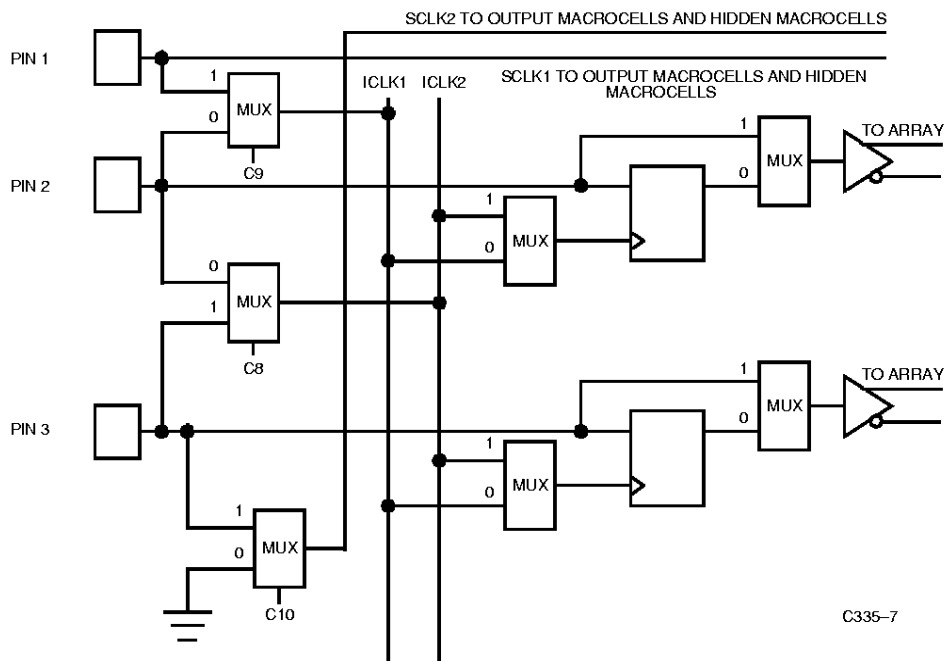 SCLK2 TO OUTPUT MACROCELLS AND HIDDEN MACROCELLS
PIN 1
ICLK1
ICLK2
SCLK1 TO OUTPUT MACROCELLS AND HIDDEN
MACROCELLS
1
MUX
0
C9
1
MUX
0
TO ARRAY
PIN 2
1
MUX
0
0
MUX
1
C8
1
MUX
0
TO ARRAY
PIN 3
1
MUX
0
1
MUX
0
C10
C335–7